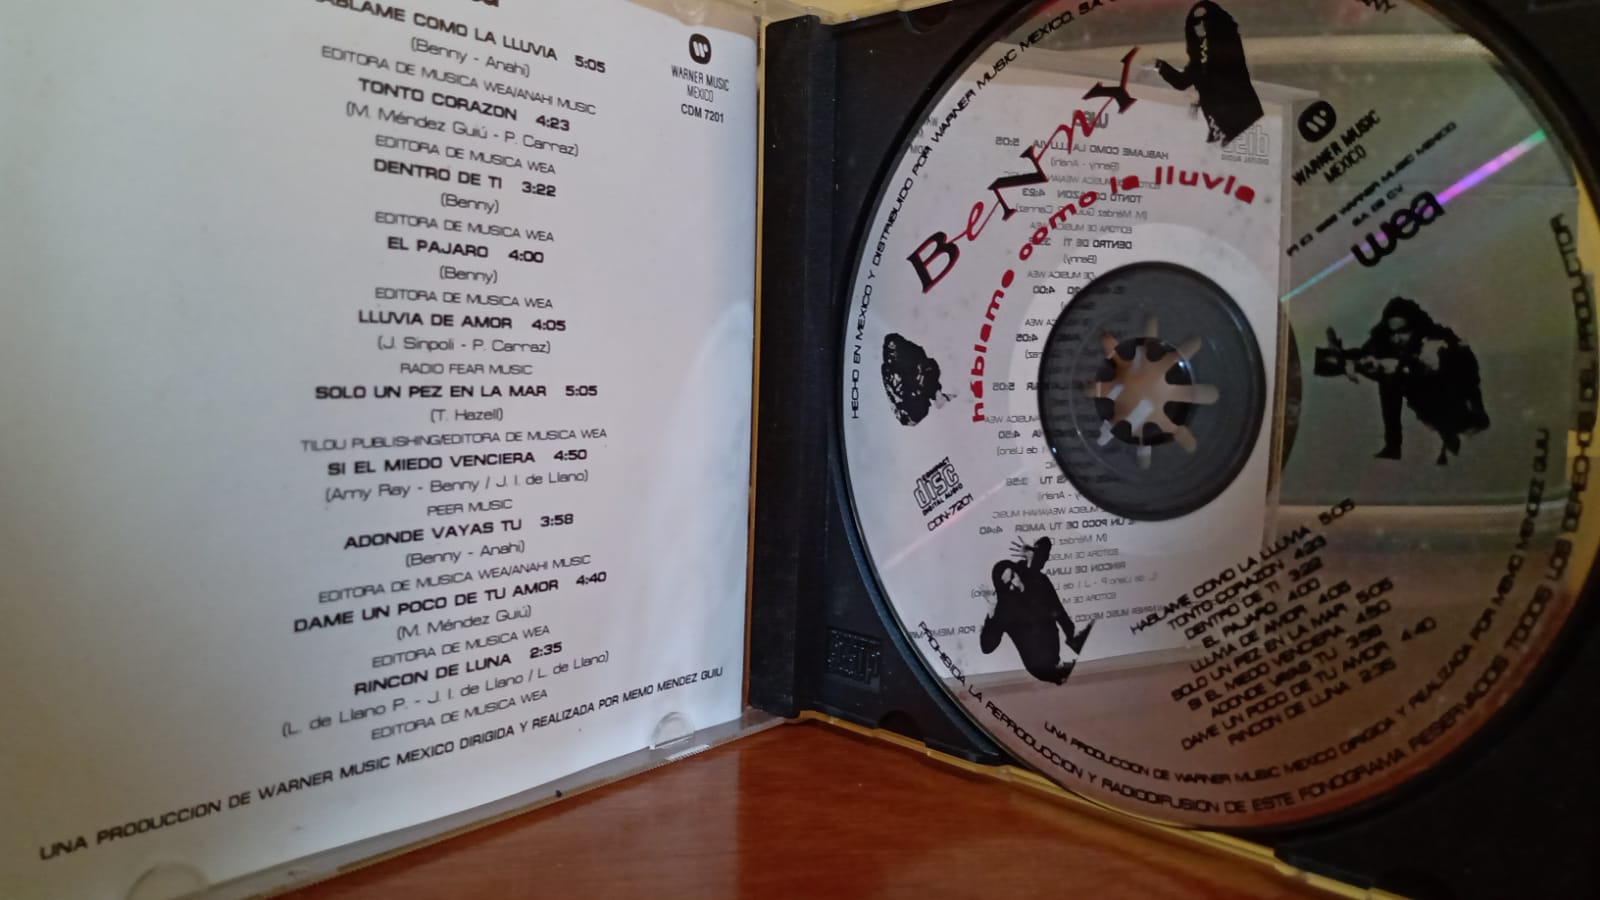 wea
HABLAME COMO LA LLUVIA 5:05
(Benny - Anahi)
EDITORA DE MUSICA WEA/ANAHI MUSIC
TONTO CORAZON 4:23
(M. Méndez Guiú - P. Carraz)
EDITORA DE MUSICA WEA
DENTRO DE TI 3:22
(Benny)
EDITORA DE MUSICA WEA
EL PAJARO 4:00
(Benny)
EDITORA DE MUSICA WEA
LLUVIA DE AMOR 4:05
(J. Sinpoli - P. Carraz)
RADIO FEAR MUSIC
SOLO UN PEZ EN LA MAR 5:05
(T. Hazell)
TILOU PUBLISHING/EDITORA DE MUSICA WEA
SI EL MIEDO VENCIERA 4:50
(Amy Ray - Benny / J. I. de Llano)
PEER MUSIC
ADONDE VAYAS TU 3:58
(Benny - Anahi)
EDITORA DE MUSICA WEA/ANAHI MUSIC
DAME UN POCO DE TU AMOR 4:40
(M. Méndez Guiú)
EDITORA DE MUSICA WEA
RINCON DE LUNA 2:35
(L. de Llano P. - J. I. de Llano / L. de Llano)
EDITORA DE MUSICA WEA
UNA PRODUCCION DE WARNER MUSIC MEXICO DIRIGIDA Y REALIZADA POR MEMO MENDEZ GUIU
WARNER MUSIC
MEXICO
CDM 7201
HECHO EN MEXICO Y DISTRIBUIDO POR WARNER MUSIC MEXICO, S.A.
BeNnY
háblame como la lluvia
WARNER MUSIC
MEXICO
WARNER MUSIC MEXICO
S.A. DE C.V.
wea
COMPACT
disc
DIGITAL AUDIO
CDN-7201
HABLAME COMO LA LLUVIA 5:05
TONTO CORAZON 4:23
DENTRO DE TI 3:22
EL PAJARO 4:00
LLUVIA DE AMOR 4:05
SOLO UN PEZ EN LA MAR 5:05
SI EL MIEDO VENCIERA 4:50
ADONDE VAYAS TU 3:58
DAME UN POCO DE TU AMOR 4:40
RINCON DE LUNA 2:35
UNA PRODUCCION DE WARNER MUSIC MEXICO DIRIGIDA Y REALIZADA POR MEMO MENDEZ GUIU
PROHIBIDA LA REPRODUCCION Y RADIODIFUSION DE ESTE FONOGRAMA RESERVADOS TODOS LOS DERECHOS DEL PRODUCTOR